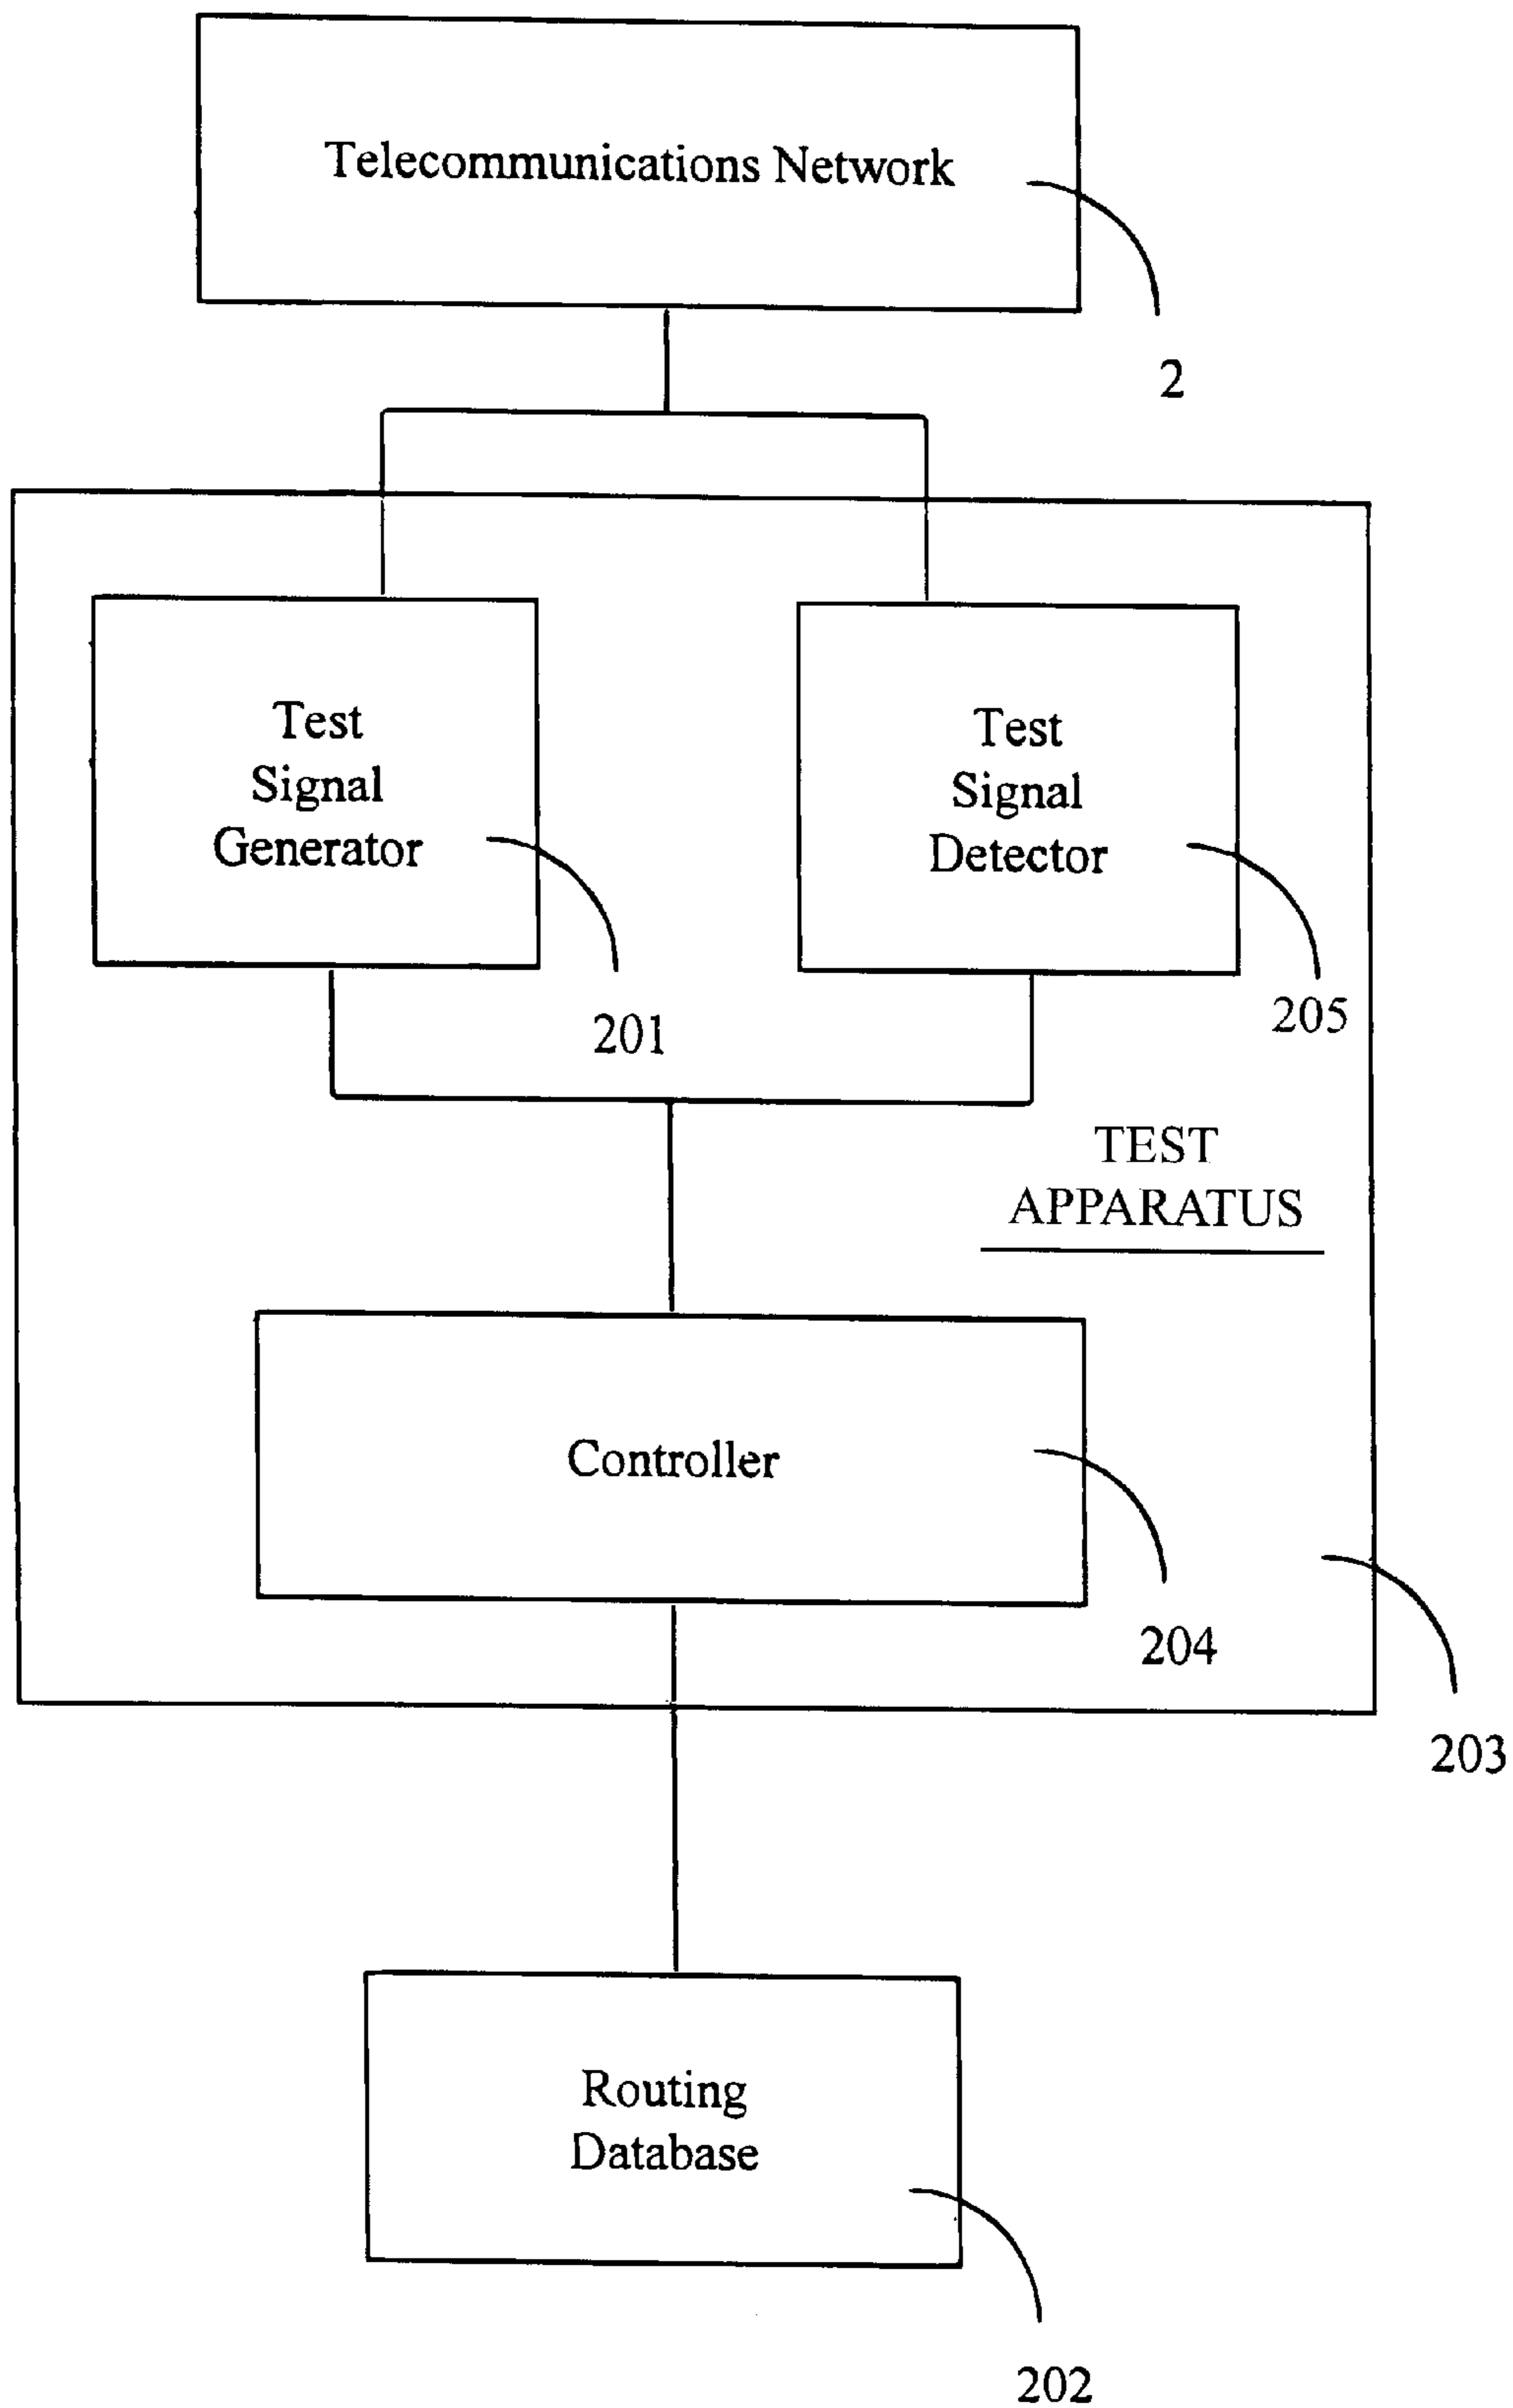 Telecommunications Network
2
Test
Signal
Generator
201
Test
Signal
Detector
205
TEST
APPARATUS
Controller
204
203
Routing
Database
202